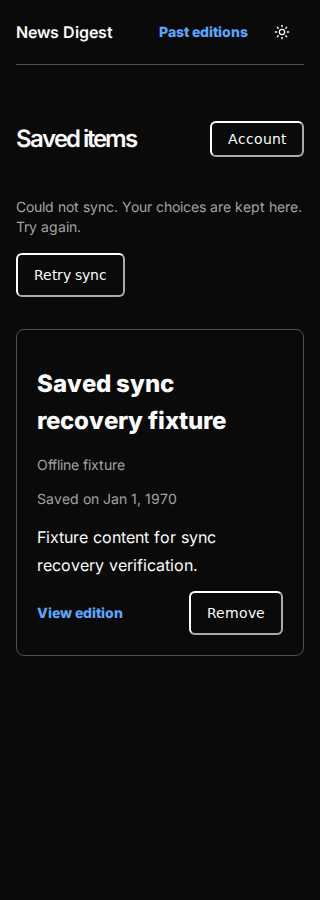 News Digest
Past editions
Saved items
Account
Could not sync. Your choices are kept here.
Try again.
Retry sync
Saved sync
recovery fixture
Offline fixture
Saved on Jan 1, 1970
Fixture content for sync
recovery verification.
View edition
Remove